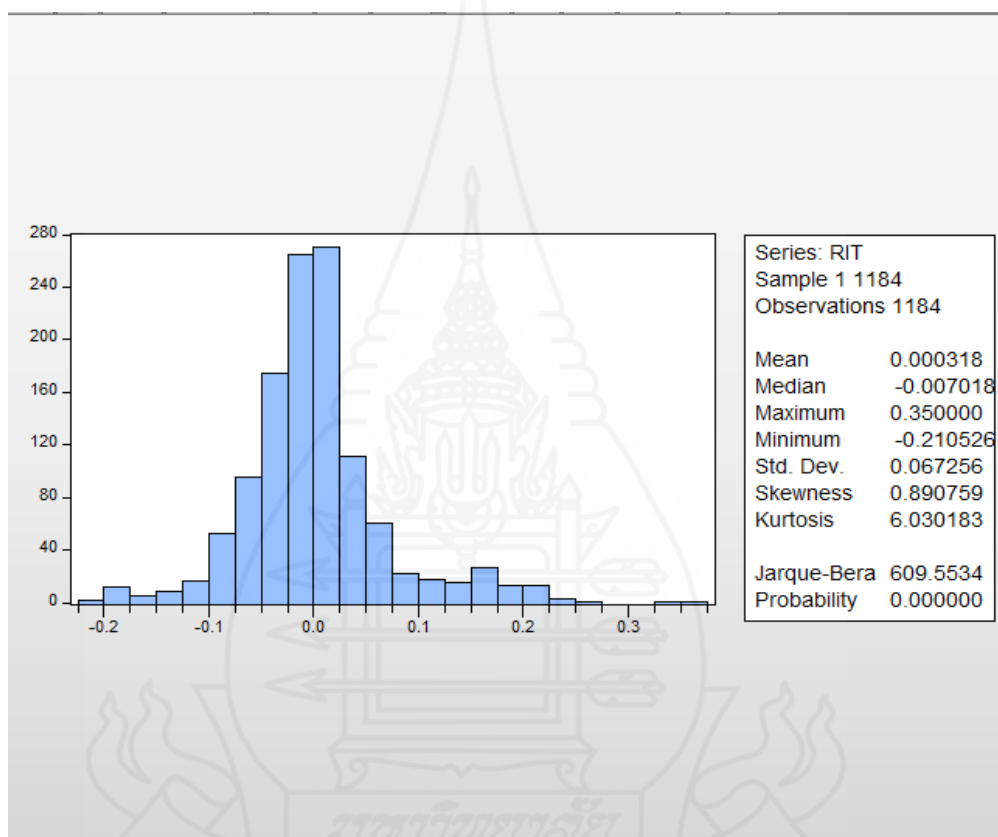 280
240
200
160
120
80
40
0
-0.2 -0.1 0.0 0.1 0.2 0.3
Series: RIT
Sample 1 1184
Observations 1184
Mean 0.000318
Median -0.007018
Maximum 0.350000
Minimum -0.210526
Std. Dev. 0.067256
Skewness 0.890759
Kurtosis 6.030183
Jarque-Bera 609.5534
Probability 0.000000